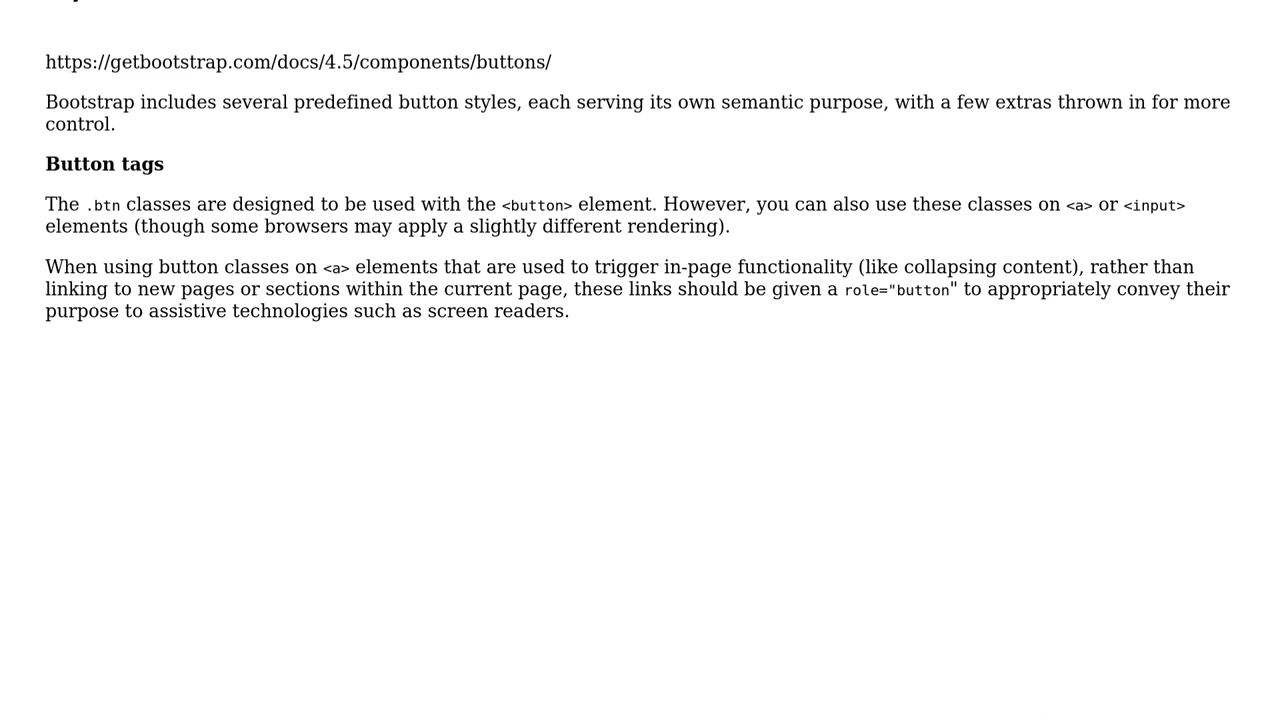 https://getbootstrap.com/docs/4.5/components/buttons/
Bootstrap includes several predefined button styles, each serving its own semantic purpose, with a few extras thrown in for more
control.
Button tags
The .btn classes are designed to be used with the <button> element. However, you can also use these classes on <a> or <input>
elements (though some browsers may apply a slightly different rendering).
When using button classes on <a> elements that are used to trigger in-page functionality (like collapsing content), rather than
linking to new pages or sections within the current page, these links should be given a role="button" to appropriately convey their
purpose to assistive technologies such as screen readers.